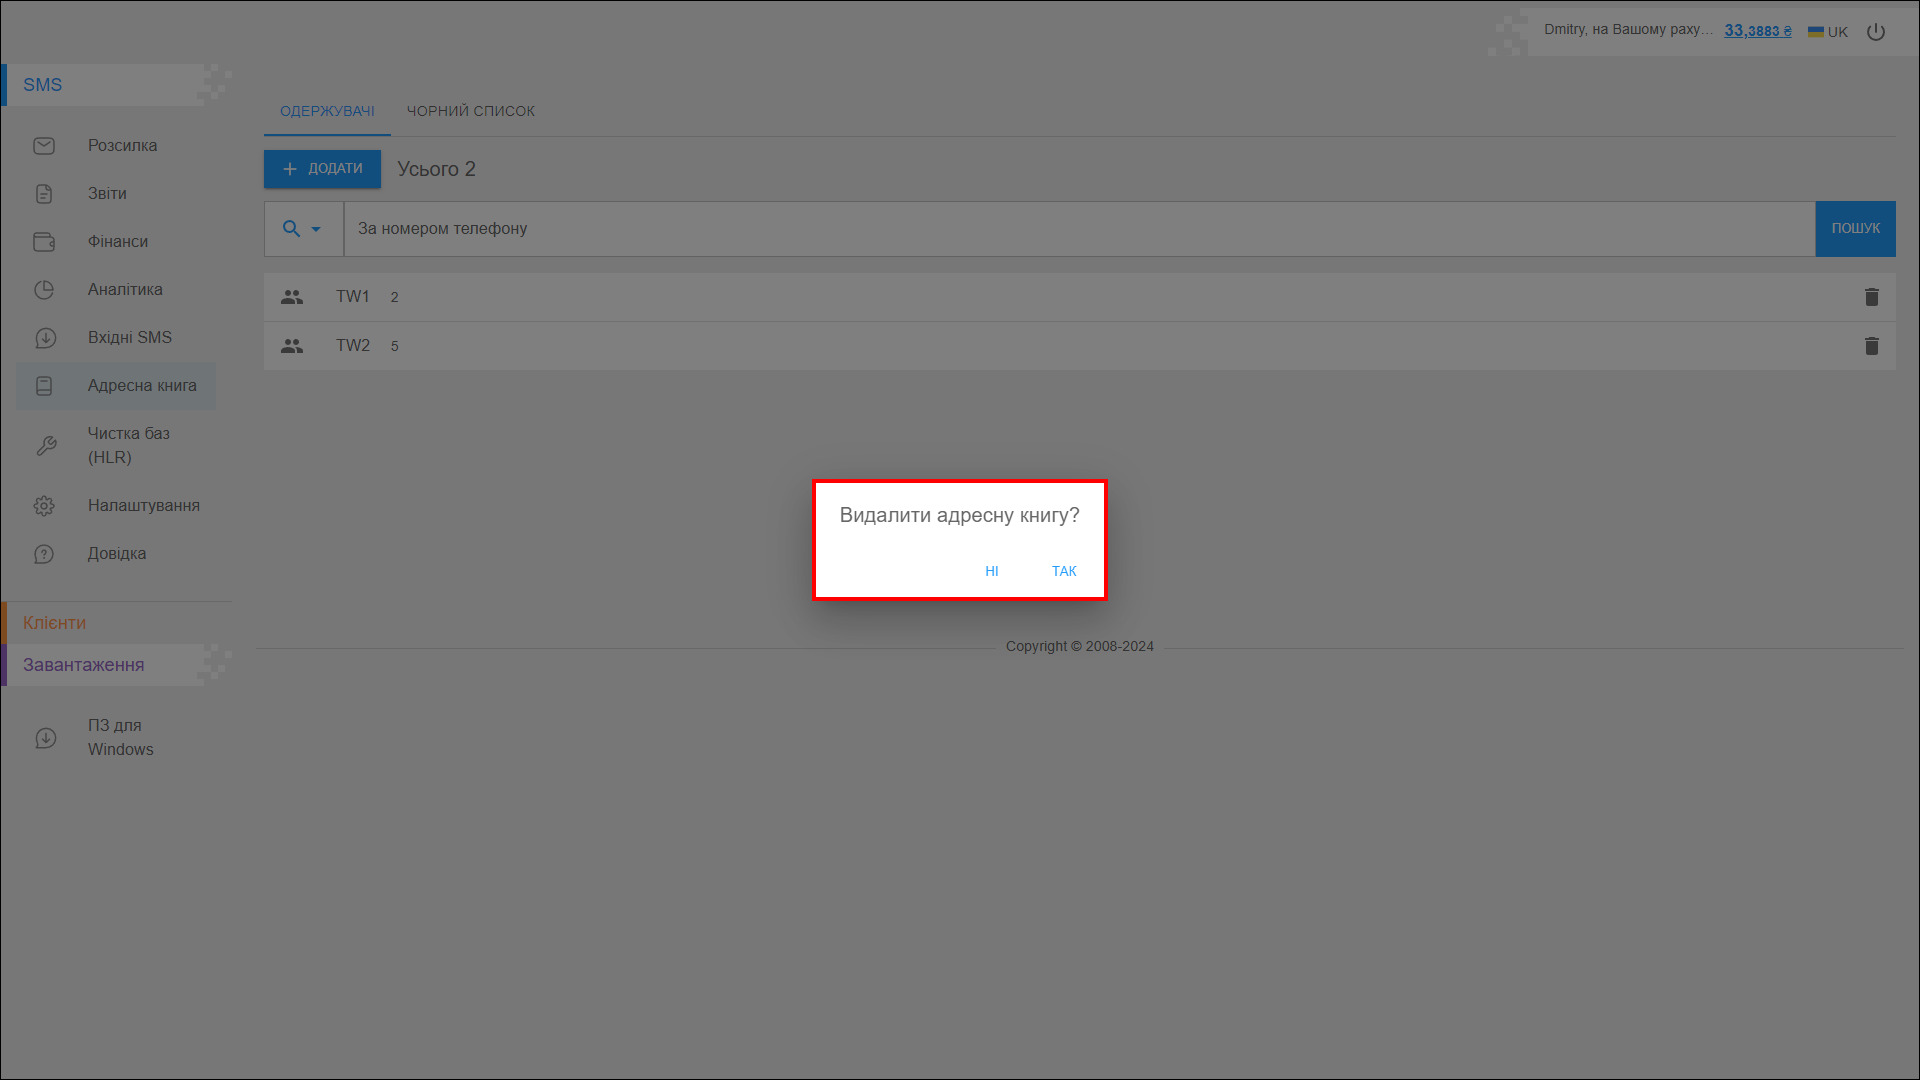 Dmitry, на Вашому раху... 33,3883 ₴ UK
SMS
Розсилка
Звіти
Фінанси
Аналітика
Вхідні SMS
Адресна книга
Чистка баз
(HLR)
Налаштування
Довідка
Клієнти
Завантаження
ПЗ для
Windows
ОДЕРЖУВАЧІ ЧОРНИЙ СПИСОК
ДОДАТИ Усього 2
За номером телефону ПОШУК
TW1 2
TW2 5
Видалити адресну книгу?
НІ ТАК
Copyright © 2008-2024